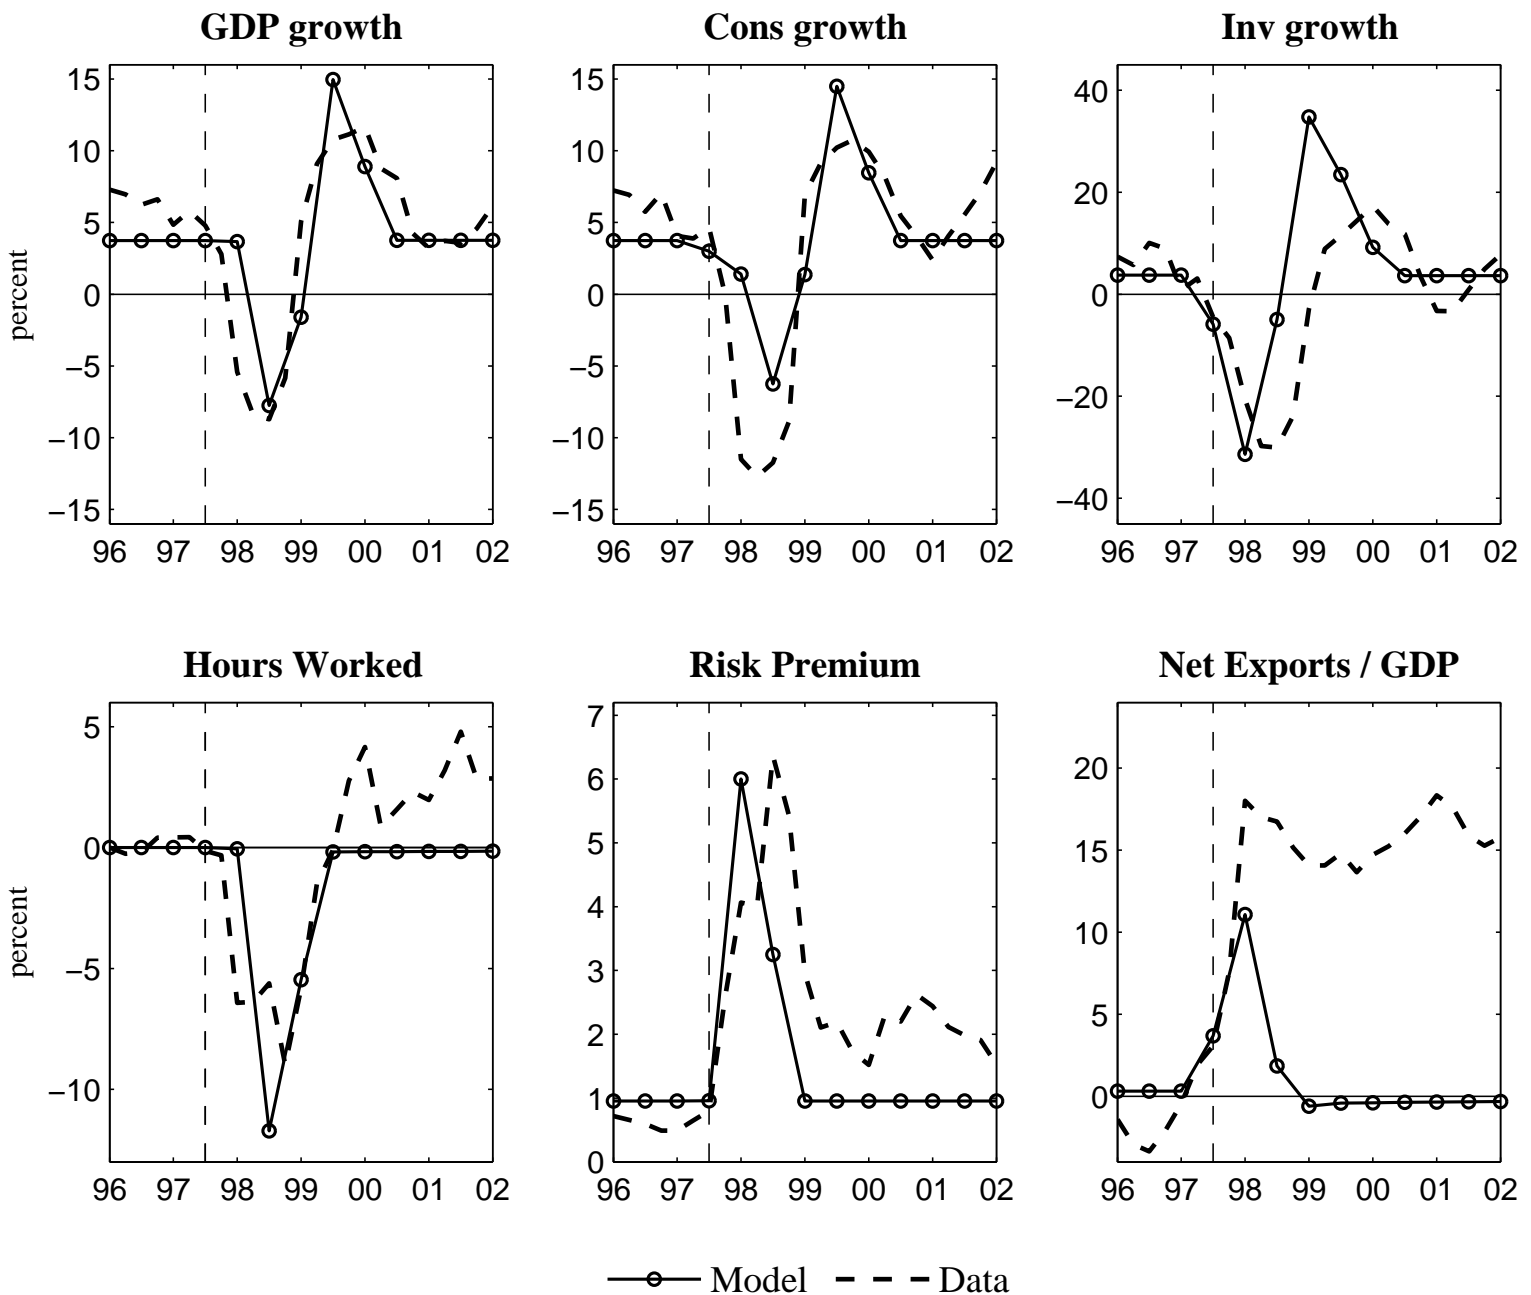 GDP growth
Cons growth
Inv growth
percent
15
10
5
0
−5
−10
−15
96 97 98 99 00 01 02
15
10
5
0
−5
−10
−15
96 97 98 99 00 01 02
40
20
0
−20
−40
96 97 98 99 00 01 02
Hours Worked
Risk Premium
Net Exports / GDP
percent
5
0
−5
−10
96 97 98 99 00 01 02
7
6
5
4
3
2
1
0
96 97 98 99 00 01 02
20
15
10
5
0
96 97 98 99 00 01 02
Model Data